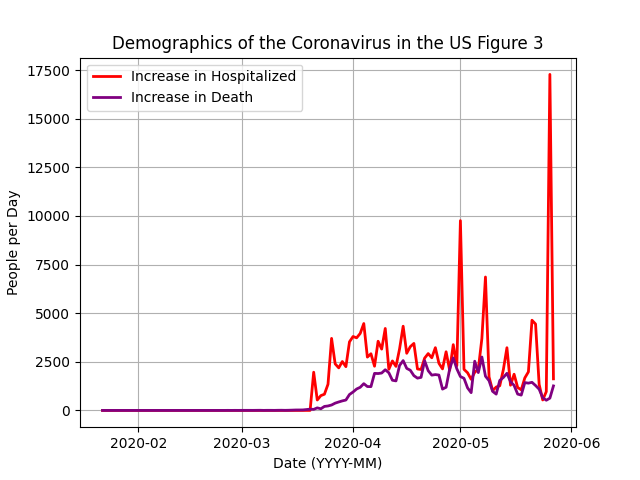 Demographics of the Coronavirus in the US Figure 3
Increase in Hospitalized
Increase in Death
People per Day
17500
15000
12500
10000
7500
5000
2500
0
2020-02
2020-03
2020-04
2020-05
2020-06
Date (YYYY-MM)